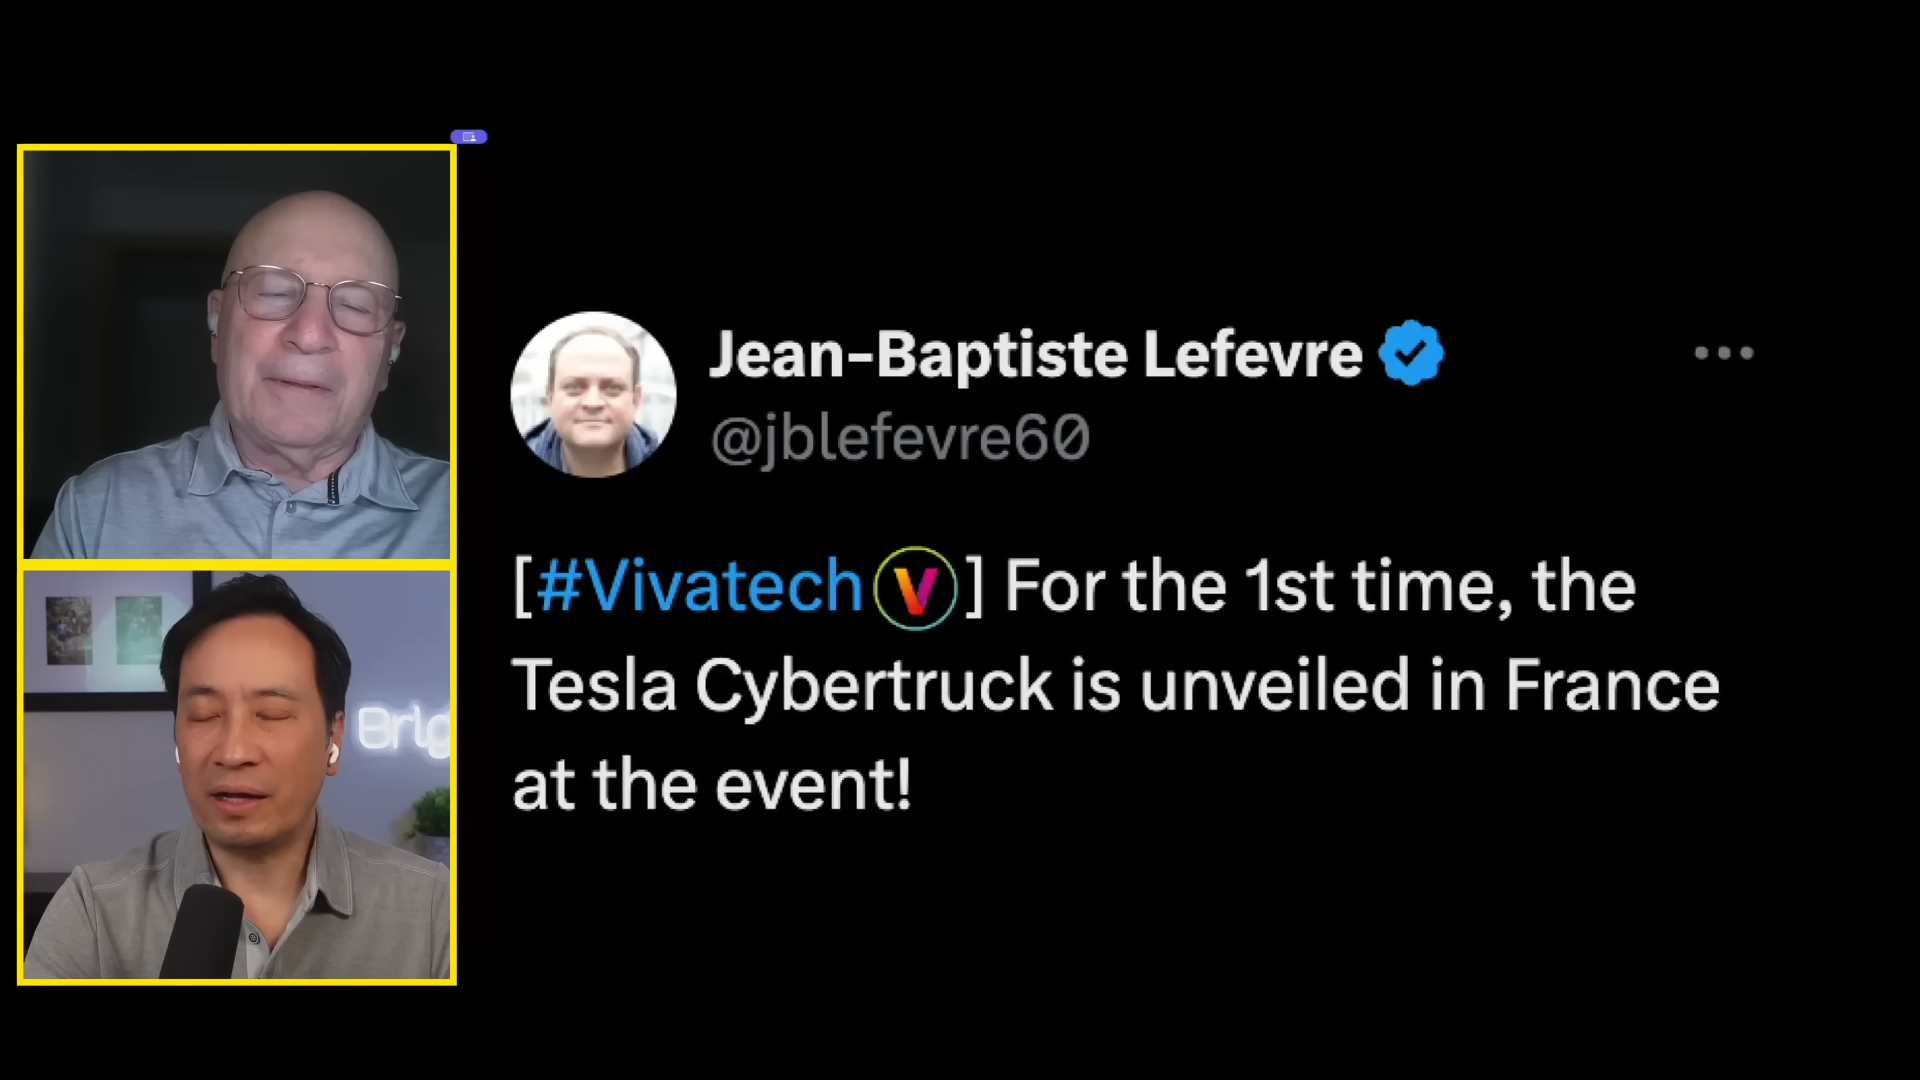 Jean-Baptiste Lefevre
@jblefevre60
[#Vivatech V] For the 1st time, the
Tesla Cybertruck is unveiled in France
at the event!
Brig